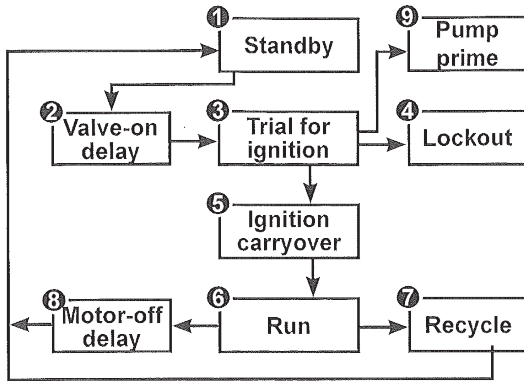 1
Standby
9
Pump
prime
2
Valve-on
delay
3
Trial for
ignition
4
Lockout
5
Ignition
carryover
8
Motor-off
delay
6
Run
7
Recycle